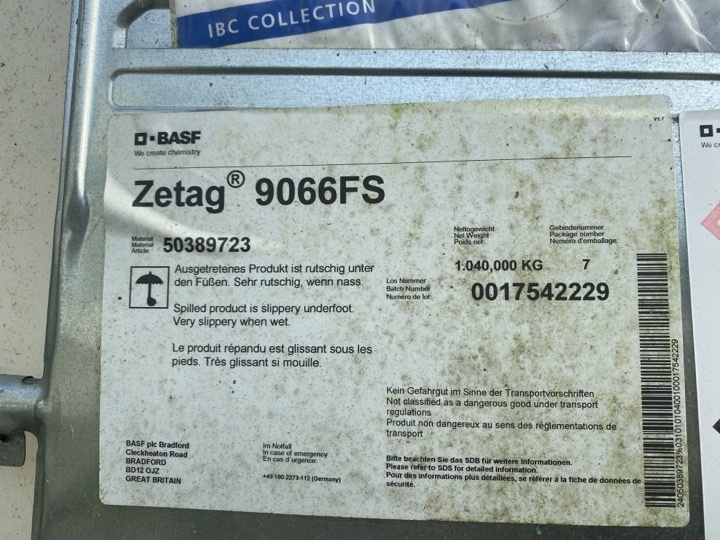 IBC COLLECTION
BASF
We create chemistry
V1.7
Zetag® 9066FS
Material
Material
Article:
50389723
Nettogewicht
Net Weight
Poids net
1.040,000 KG
Gebindenummer
Package number
Numéro d'emballage:
7
Los Nummer
Batch Number
Numéro de lot
0017542229
Ausgetretenes Produkt ist rutschig unter
den Füßen. Sehr rutschig, wenn nass.
Spilled product is slippery underfoot.
Very slippery when wet.
Le produit répandu est glissant sous les
pieds. Très glissant si mouille.
Kein Gefahrgut im Sinne der Transportvorschriften
Not classified as a dangerous good under transport
regulations
Produit non dangereux au sens des réglementations de
transport
BASF plc Bradford
Cleckheaton Road
BRADFORD
BD12 OJZ
GREAT BRITAIN
Im Notfall
In case of emergency
En cas d'urgence:
+49 180 2273-112 (Germany)
Bitte beachten Sie das SDB für weitere Informationen.
Please refer to SDS for detailed information.
Pour des informations plus detaillées, se référer à la fiche de données de
sécurité.